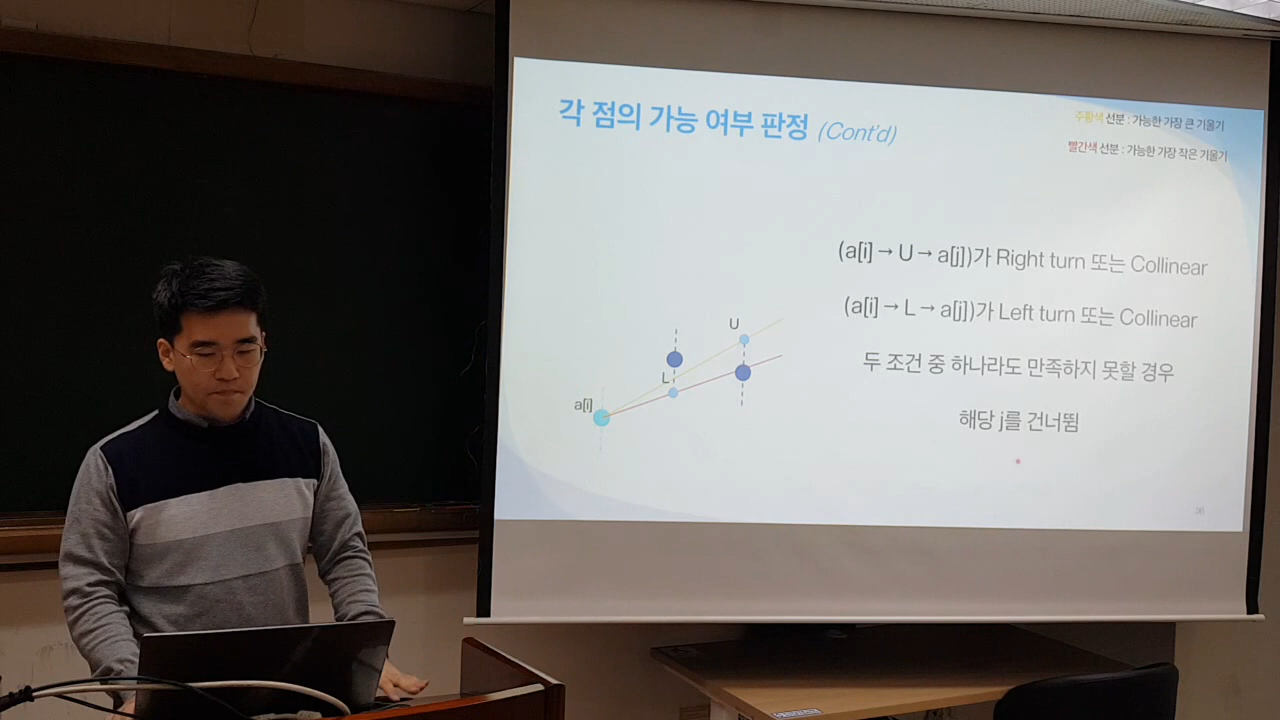 각 점의 가능 여부 판정 (Cont'd)
주황색 선분 : 가능한 가장 큰 기울기
빨간색 선분 : 가능한 가장 작은 기울기
(a[i] → U → a[j])가 Right turn 또는 Collinear
(a[i] → L → a[j])가 Left turn 또는 Collinear
두 조건 중 하나라도 만족하지 못할 경우
해당 j를 건너뜀
U
L
a[i]